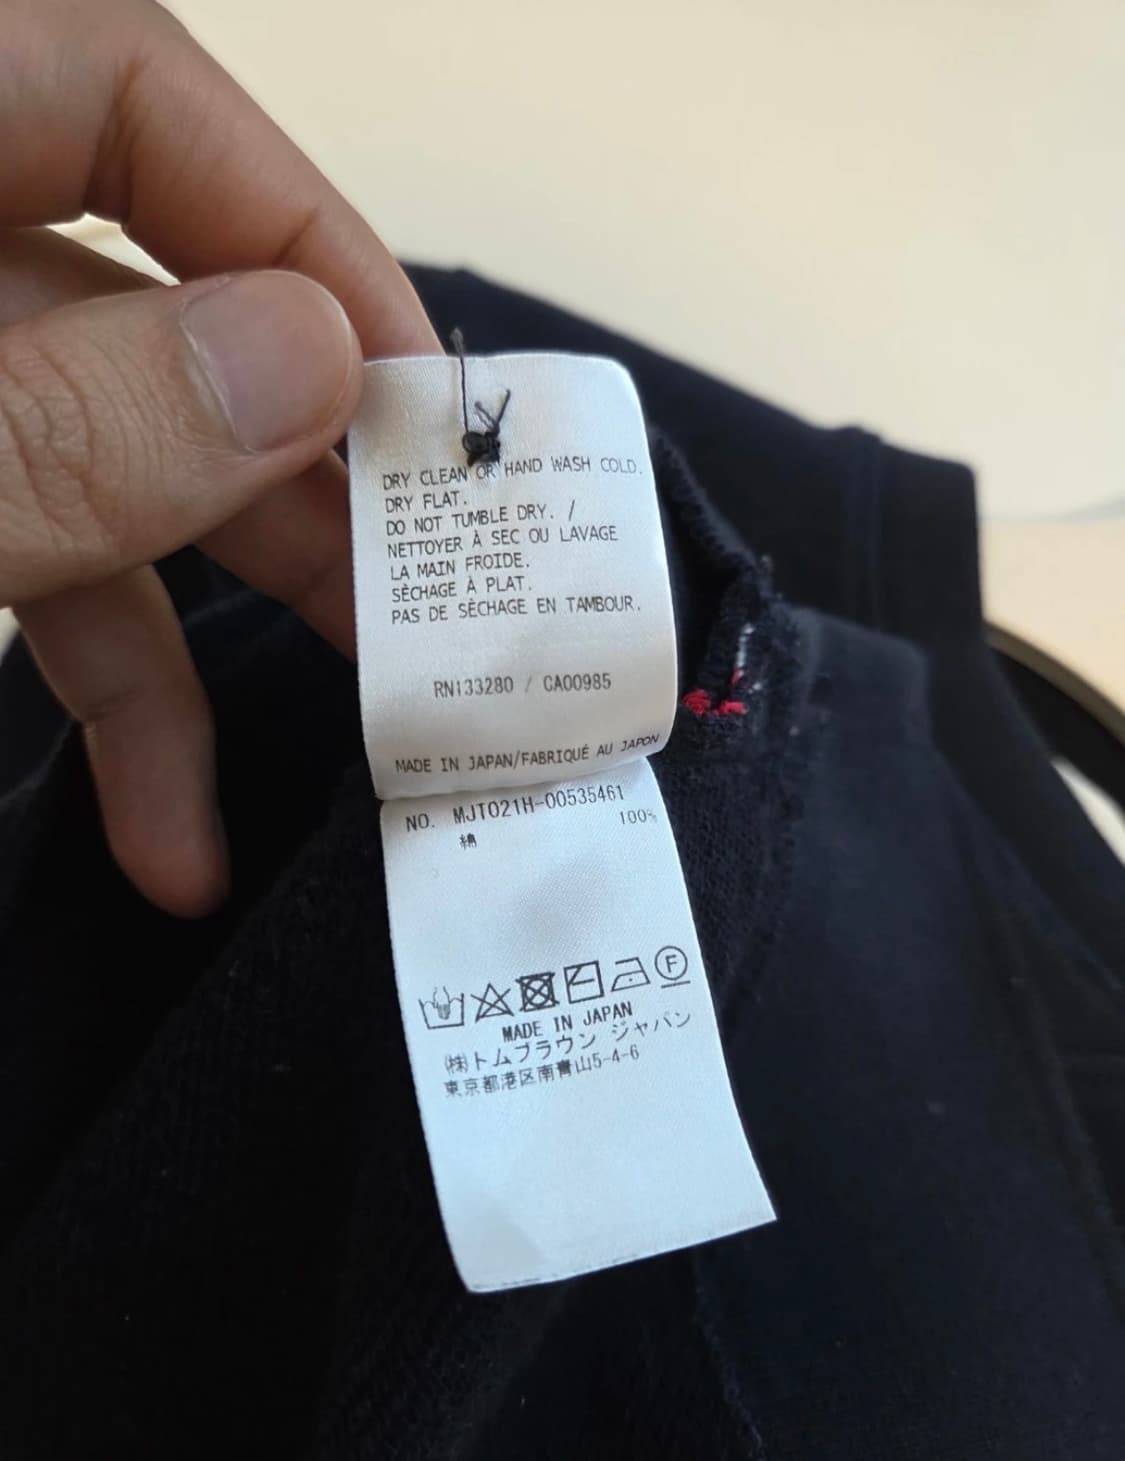 DRY CLEAN OR HAND WASH COLD.
DRY FLAT.
DO NOT TUMBLE DRY. /
NETTOYER À SEC OU LAVAGE
LA MAIN FROIDE.
SÈCHAGE À PLAT.
PAS DE SÈCHAGE EN TAMBOUR.
RN133280 / CA00985
MADE IN JAPAN/FABRIQUÉ AU JAPON
NO. MJT021H-00535461
綿 100%
F
MADE IN JAPAN
㈱トムブラウン ジャパン
東京都港区南青山5-4-6